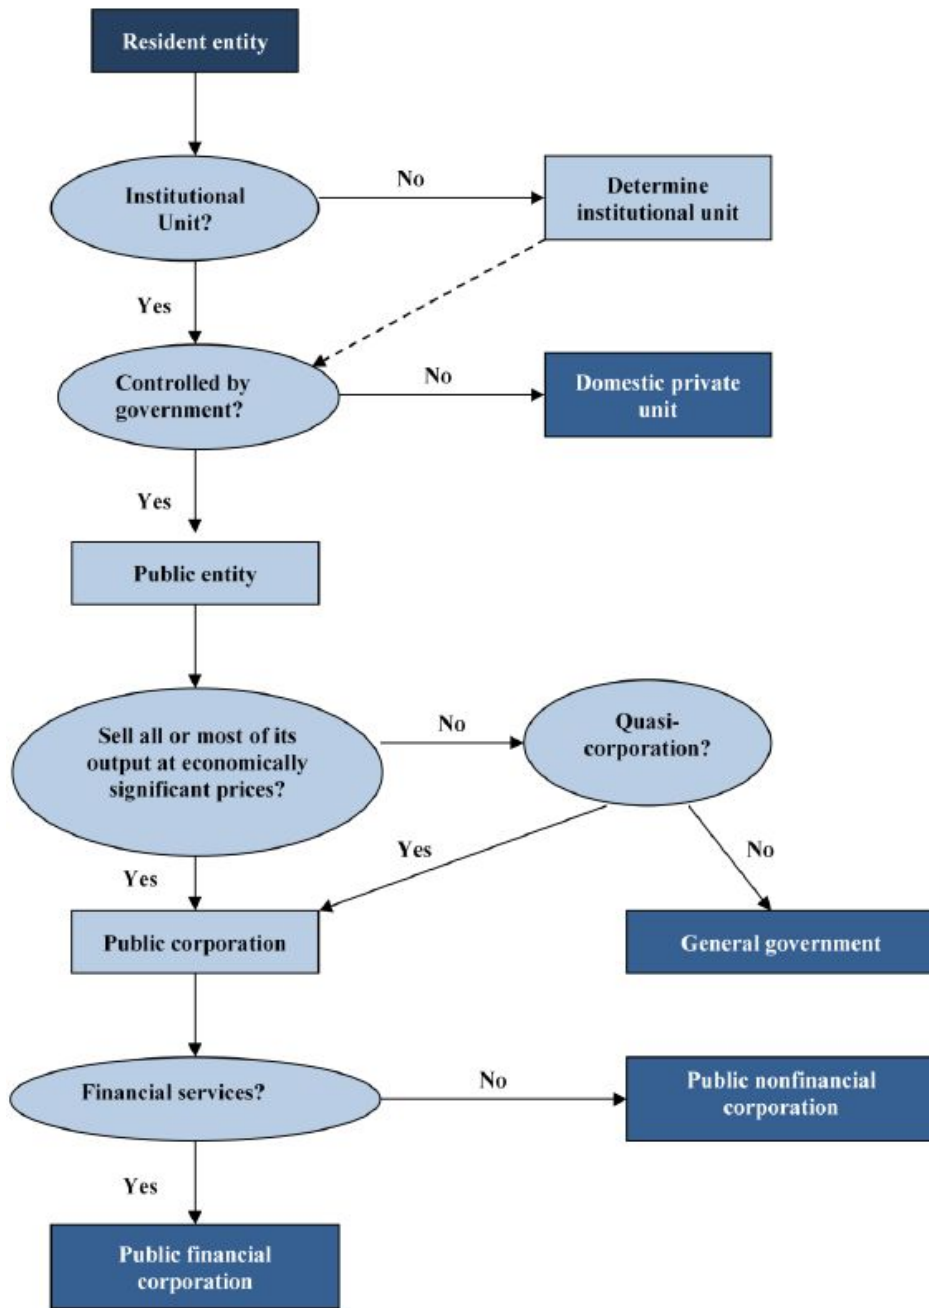 Resident entity
Institutional
Unit?
No
Determine
institutional unit
Yes
Controlled by
government?
No
Domestic private
unit
Yes
Public entity
Sell all or most of its
output at economically
significant prices?
No
Quasi-
corporation?
Yes
Yes
No
Public corporation
General government
Financial services?
No
Public nonfinancial
corporation
Yes
Public financial
corporation